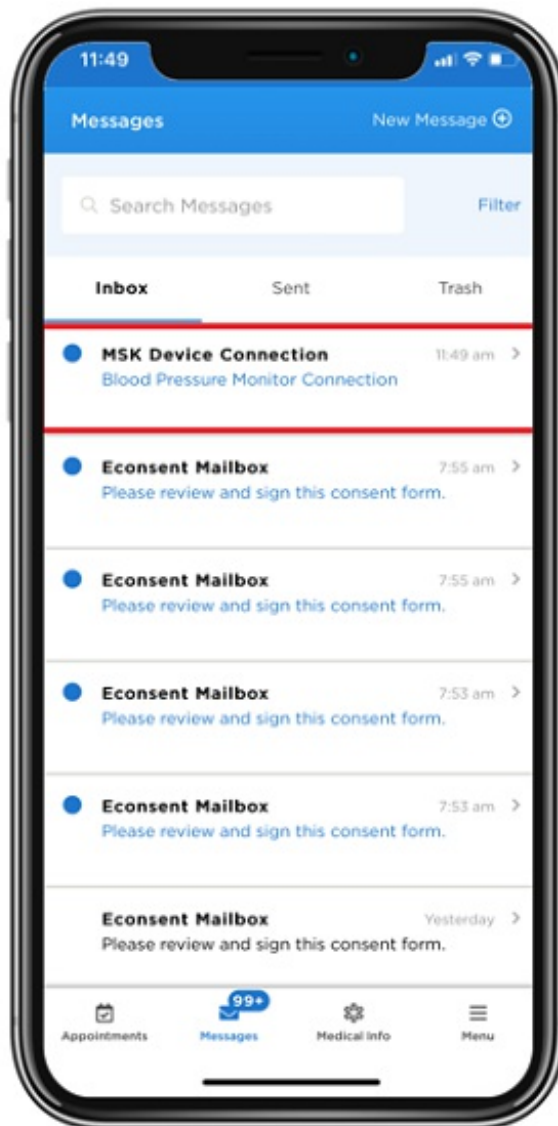 11:49
Messages
New Message
Search Messages
Filter
Inbox
Sent
Trash
MSK Device Connection
11:49 am
Blood Pressure Monitor Connection
Econsent Mailbox
7:55 am
Please review and sign this consent form.
Econsent Mailbox
7:55 am
Please review and sign this consent form.
Econsent Mailbox
7:53 am
Please review and sign this consent form.
Econsent Mailbox
7:53 am
Please review and sign this consent form.
Econsent Mailbox
Yesterday
Please review and sign this consent form.
99+
Appointments
Messages
Medical Info
Menu